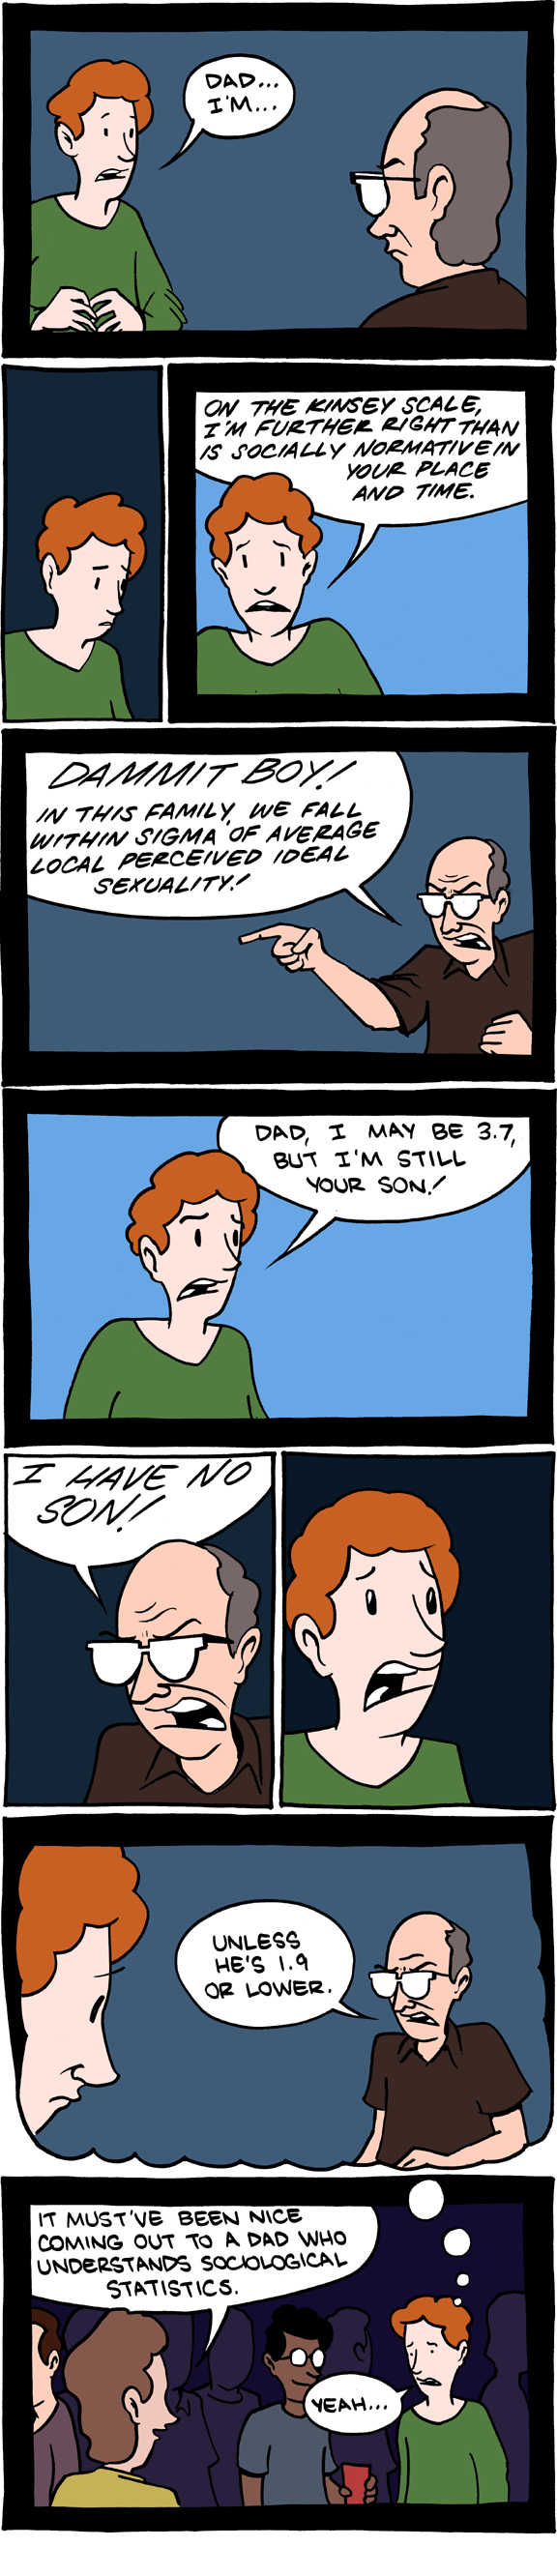 DAD...
I'M...
ON THE KINSEY SCALE,
I'M FURTHER RIGHT THAN
IS SOCIALLY NORMATIVE IN
YOUR PLACE
AND TIME.
DAMMIT BOY!
IN THIS FAMILY, WE FALL
WITHIN SIGMA OF AVERAGE
LOCAL PERCEIVED IDEAL
SEXUALITY!
DAD, I MAY BE 3.7,
BUT I'M STILL
YOUR SON!
I HAVE NO
SON!
UNLESS
HE'S 1.9
OR LOWER.
IT MUST'VE BEEN NICE
COMING OUT TO A DAD WHO
UNDERSTANDS SOCIOLOGICAL
STATISTICS.
YEAH...